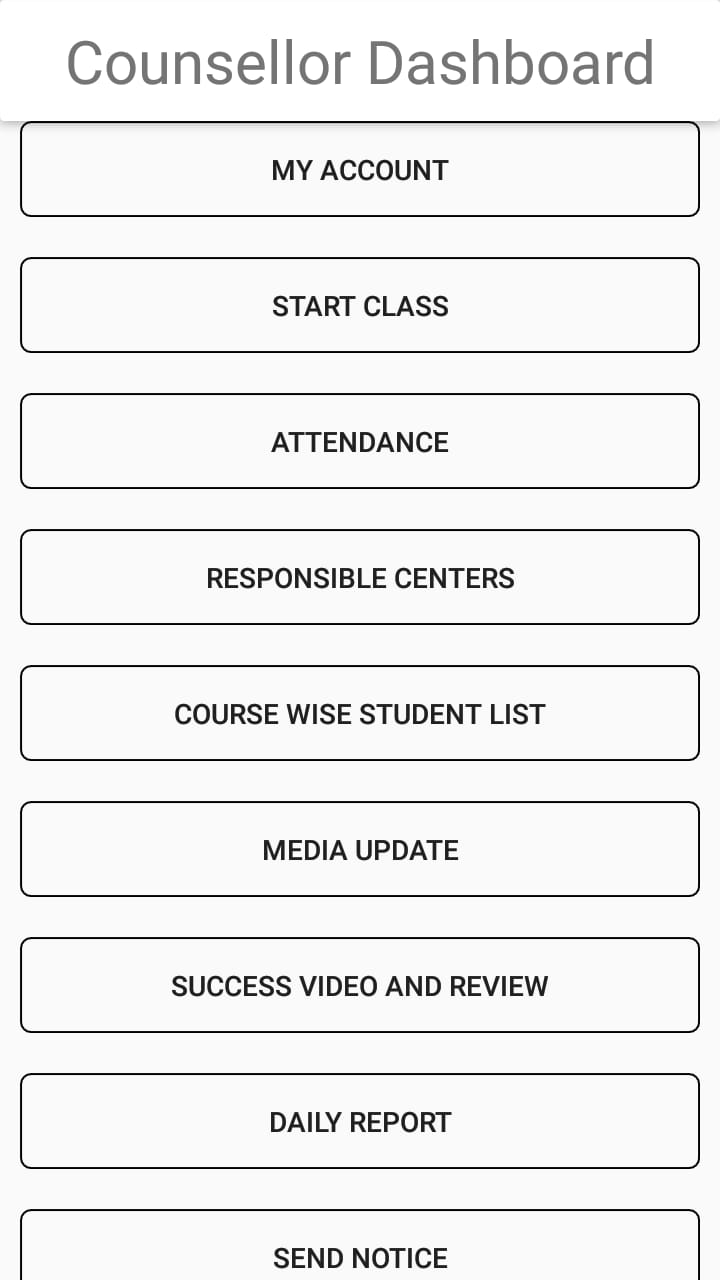 Counsellor Dashboard
MY ACCOUNT
START CLASS
ATTENDANCE
RESPONSIBLE CENTERS
COURSE WISE STUDENT LIST
MEDIA UPDATE
SUCCESS VIDEO AND REVIEW
DAILY REPORT
SEND NOTICE